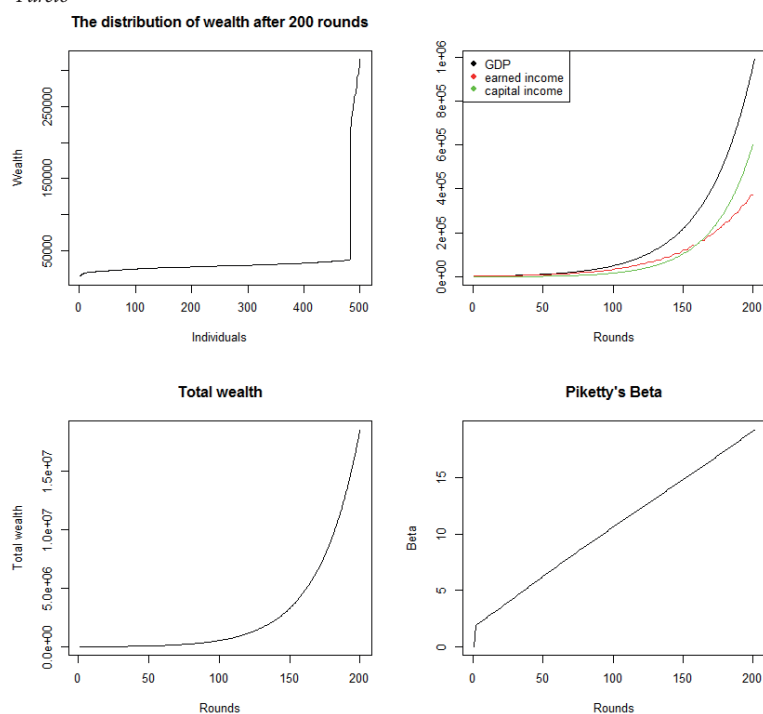 Pareto
The distribution of wealth after 200 rounds
Wealth
50000
150000
250000
0
100
200
300
400
500
Individuals
GDP
earned income
capital income
0e+00
2e+05
4e+05
6e+05
8e+05
1e+06
0
50
100
150
200
Rounds
Total wealth
Total wealth
0.0e+00
5.0e+06
1.0e+07
1.5e+07
0
50
100
150
200
Rounds
Piketty's Beta
Beta
0
5
10
15
0
50
100
150
200
Rounds